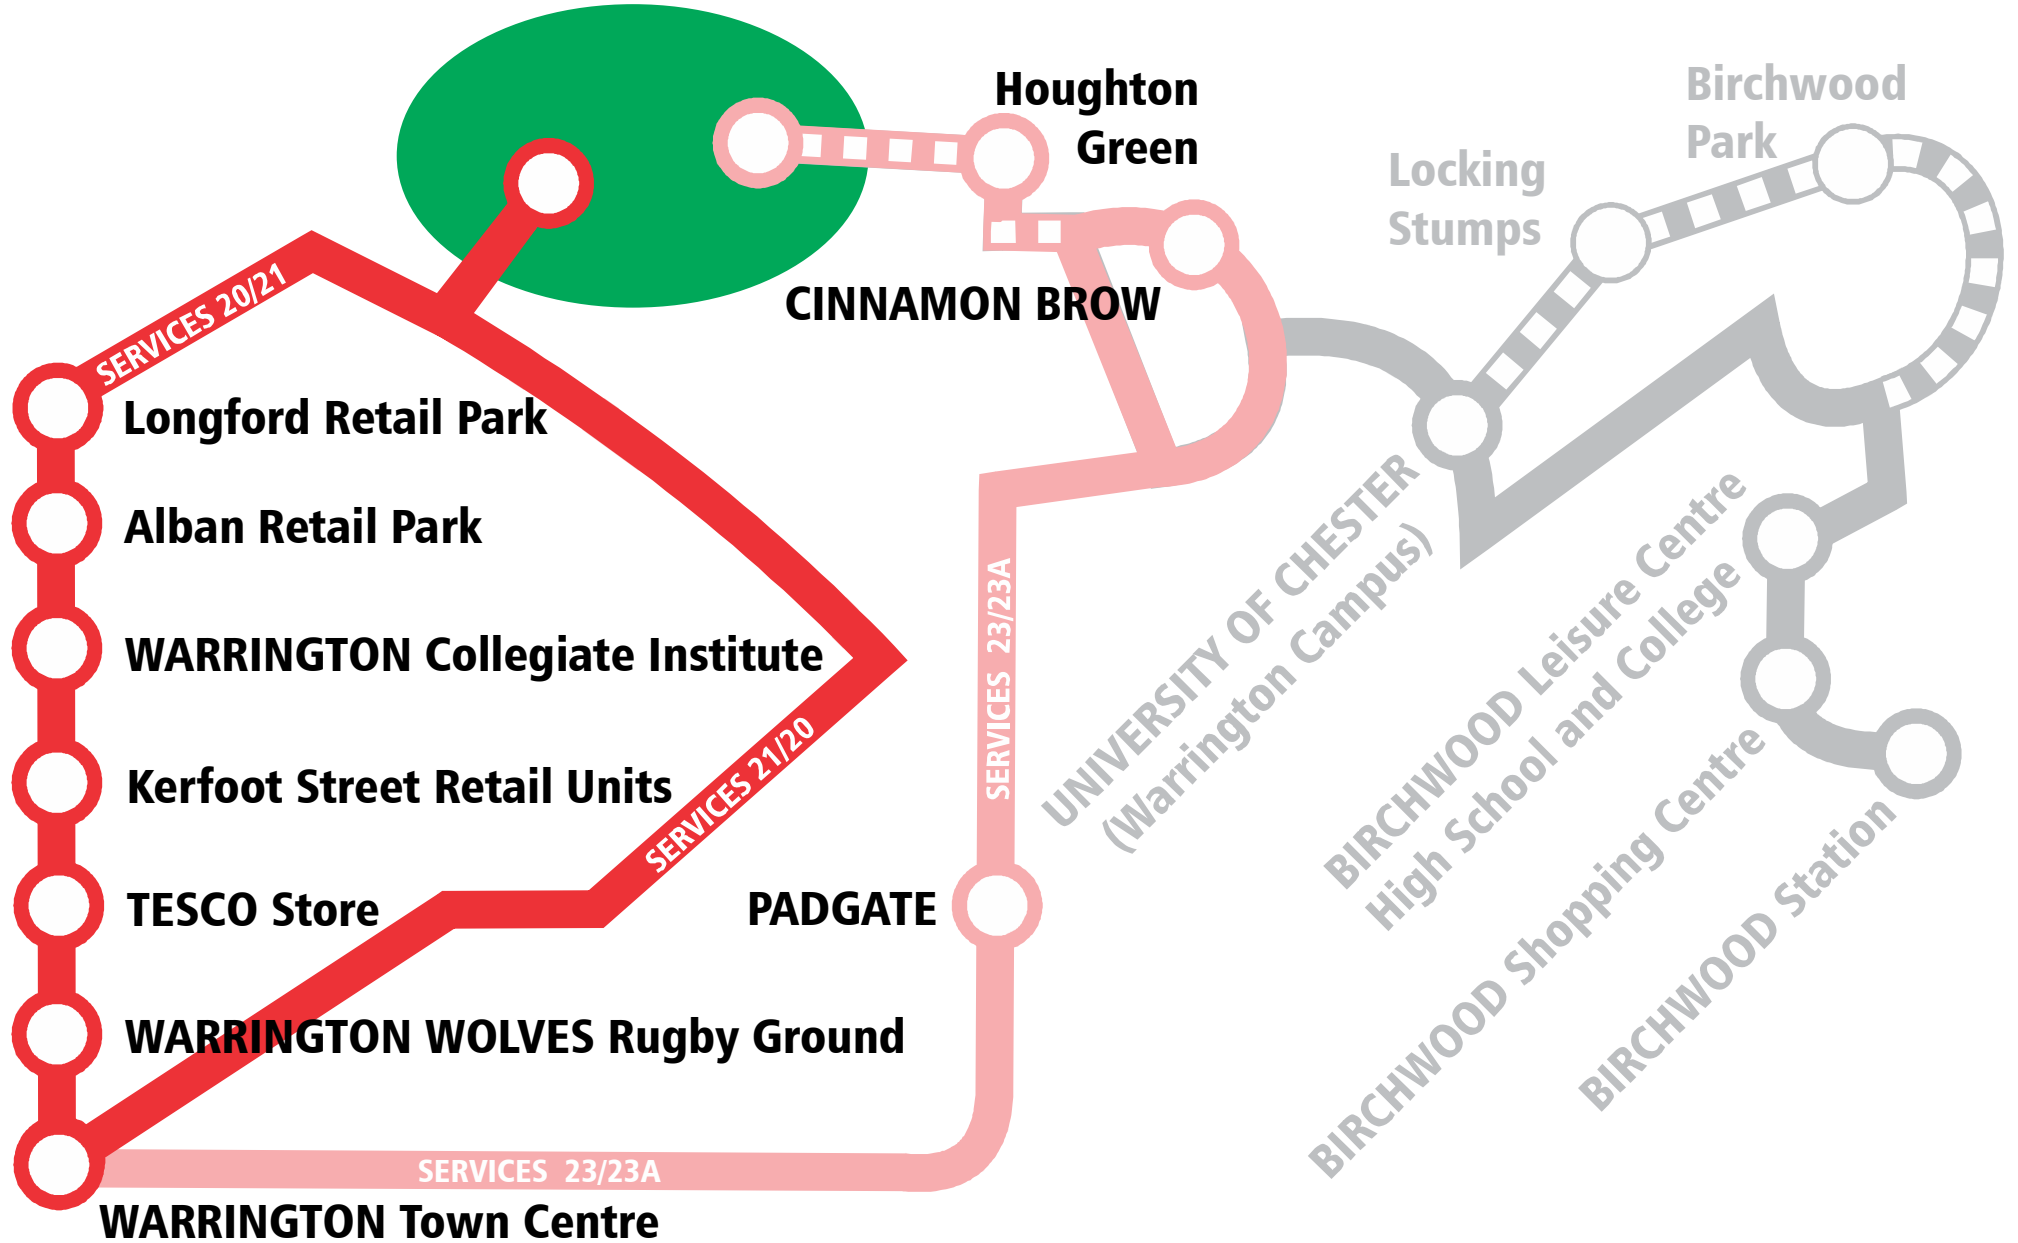 Houghton
Green
Birchwood
Park
Locking
Stumps
SERVICES 20/21
CINNAMON BROW
Longford Retail Park
Alban Retail Park
WARRINGTON Collegiate Institute
Kerfoot Street Retail Units
SERVICES 21/20
TESCO Store
WARRINGTON WOLVES Rugby Ground
WARRINGTON Town Centre
SERVICES 23/23A
PADGATE
SERVICES 23/23A
UNIVERSITY OF CHESTER
(Warrington Campus)
BIRCHWOOD Leisure Centre
High School and College
BIRCHWOOD Shopping Centre
BIRCHWOOD Station